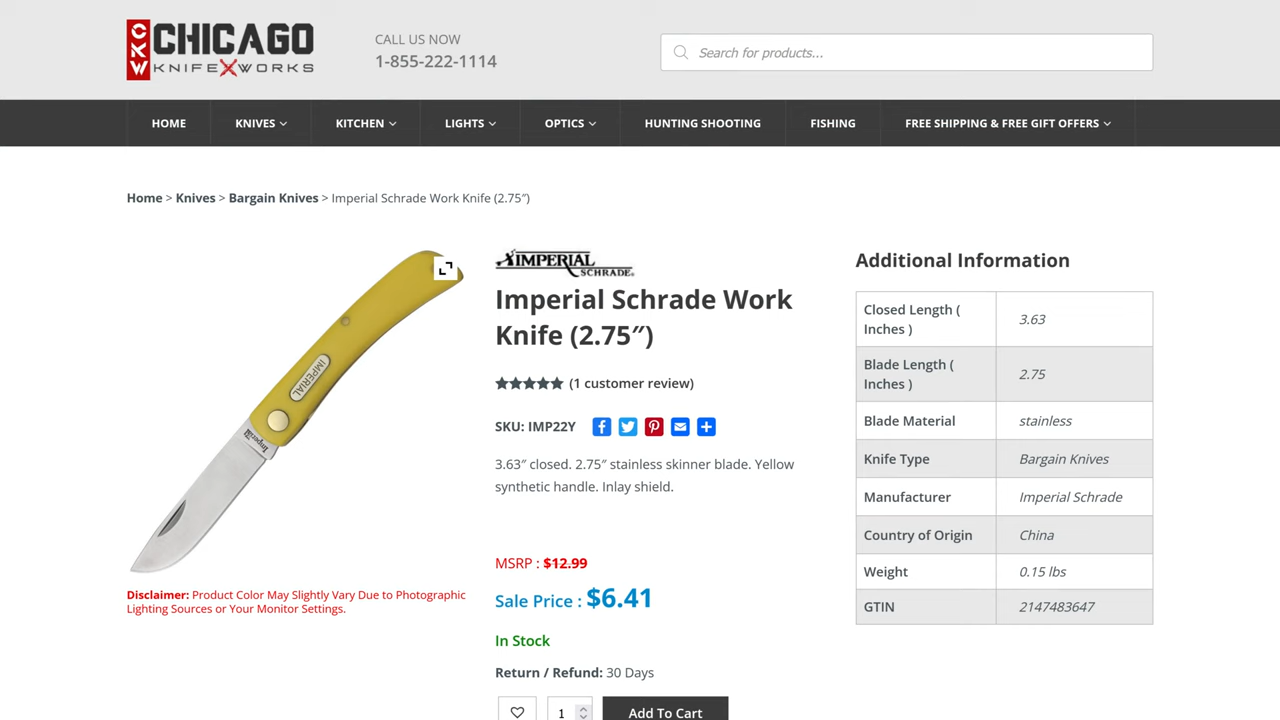 CKW CHICAGO
KNIFE WORKS
CALL US NOW
1-855-222-1114
Search for products...
HOME
KNIVES
KITCHEN
LIGHTS
OPTICS
HUNTING SHOOTING
FISHING
FREE SHIPPING & FREE GIFT OFFERS
Home > Knives > Bargain Knives > Imperial Schrade Work Knife (2.75″)
IMPERIAL
Imperial
Disclaimer: Product Color May Slightly Vary Due to Photographic
Lighting Sources or Your Monitor Settings.
IMPERIAL
SCHRADE
Imperial Schrade Work
Knife (2.75″)
(1 customer review)
SKU: IMP22Y
3.63″ closed. 2.75″ stainless skinner blade. Yellow
synthetic handle. Inlay shield.
MSRP : $12.99
Sale Price : $6.41
In Stock
Return / Refund: 30 Days
1
Add To Cart
Additional Information
Closed Length (
Inches )
3.63
Blade Length (
Inches )
2.75
Blade Material
stainless
Knife Type
Bargain Knives
Manufacturer
Imperial Schrade
Country of Origin
China
Weight
0.15 lbs
GTIN
2147483647